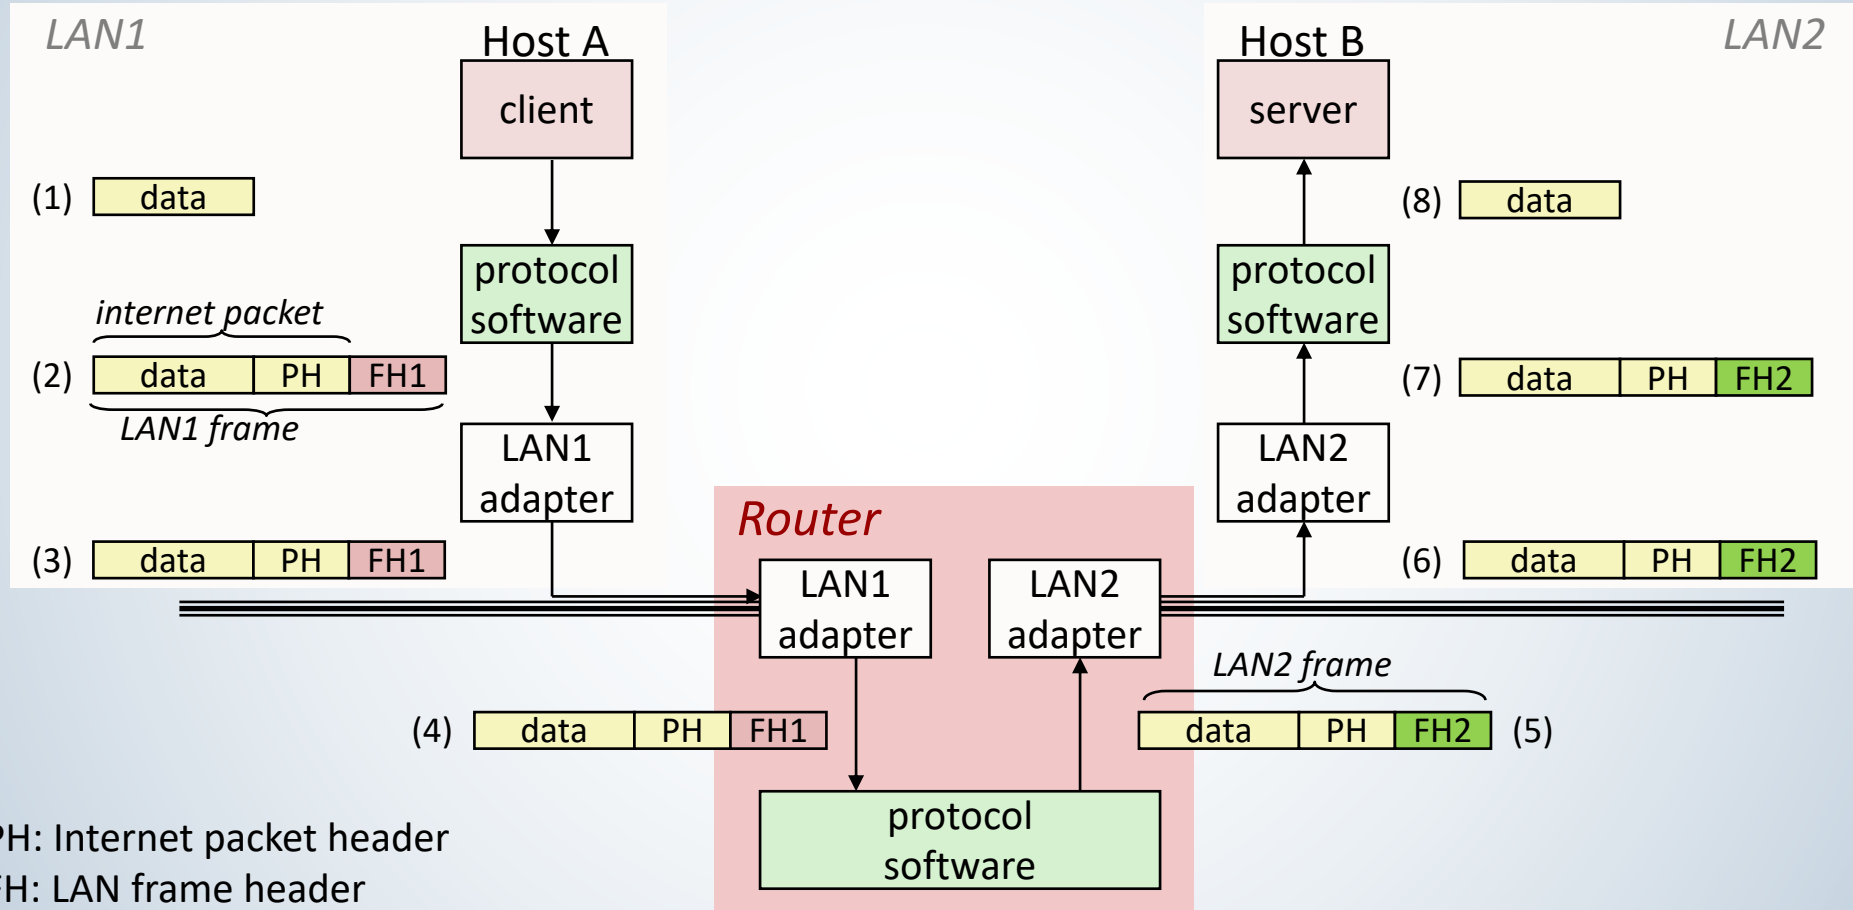 LAN1
Host A
client
(1) data
protocol
software
internet packet
(2) data PH FH1
LAN1 frame
LAN1
adapter
(3) data PH FH1
Router
LAN1
adapter
LAN2
adapter
(4) data PH FH1
LAN2 frame
data PH FH2 (5)
protocol
software
Host B
LAN2
server
(8) data
protocol
software
(7) data PH FH2
LAN2
adapter
(6) data PH FH2
PH: Internet packet header
FH: LAN frame header